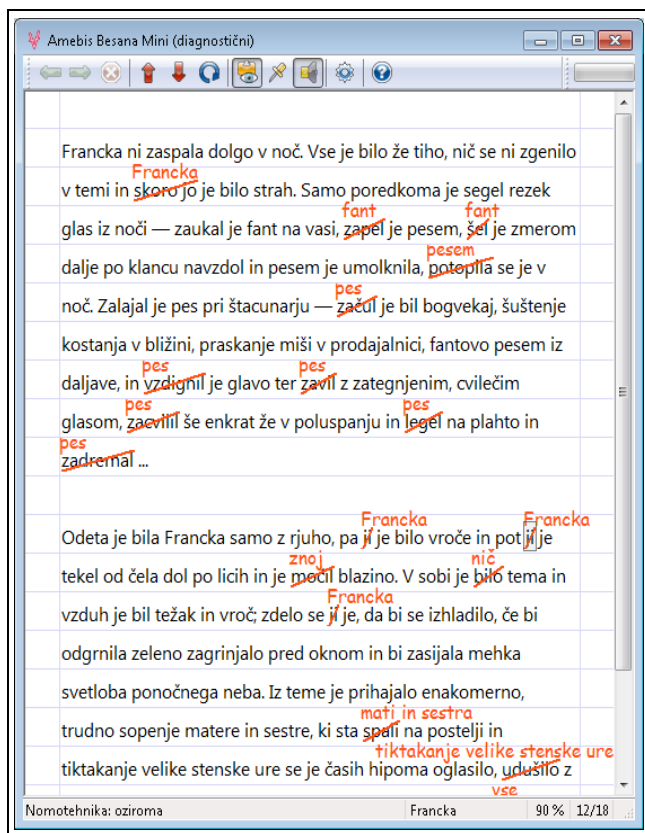 Amebis Besana Mini (diagnostični)
Francka ni zaspala dolgo v noč. Vse je bilo že tiho, nič se ni zgenilo
Francka
v temi in skoro jo je bilo strah. Samo poredkoma je segel rezek
fant fant
glas iz noči — zaukal je fant na vasi, zapel je pesem, šel je zmerom
pesem
dalje po klancu navzdol in pesem je umolknila, potopila se je v
pes
noč. Zalajal je pes pri štacunarju — začul je bil bogvekaj, šuštenje
kostanja v bližini, praskanje miši v prodajalnici, fantovo pesem iz
pes pes
daljave, in vzdignil je glavo ter zavil z zategnjenim, cvilečim
pes pes
glasom, zacvilil še enkrat že v poluspanju in legel na plahto in
pes
zadremal ...
Francka Francka
Odeta je bila Francka samo z rjuho, pa ji je bilo vroče in pot ji je
znoj nič
tekel od čela dol po licih in je močil blazino. V sobi je bilo tema in
Francka
vzduh je bil težak in vroč; zdelo se ji je, da bi se izhladilo, če bi
odgrnila zeleno zagrinjalo pred oknom in bi zasijala mehka
svetloba ponočnega neba. Iz teme je prihajalo enakomerno,
mati in sestra
trudno sopenje matere in sestre, ki sta spali na postelji in
tiktakanje velike stenske ure
tiktakanje velike stenske ure se je časih hipoma oglasilo, udušilo z
vse
Nomotehnika: oziroma Francka 90 % 12/18